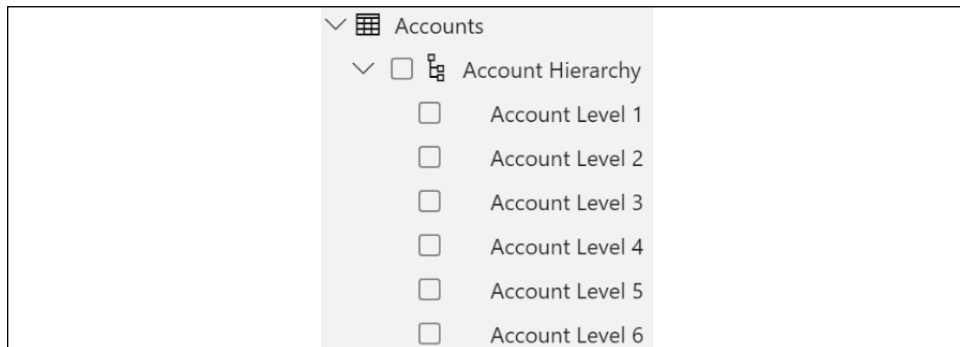 Accounts
Account Hierarchy
Account Level 1
Account Level 2
Account Level 3
Account Level 4
Account Level 5
Account Level 6